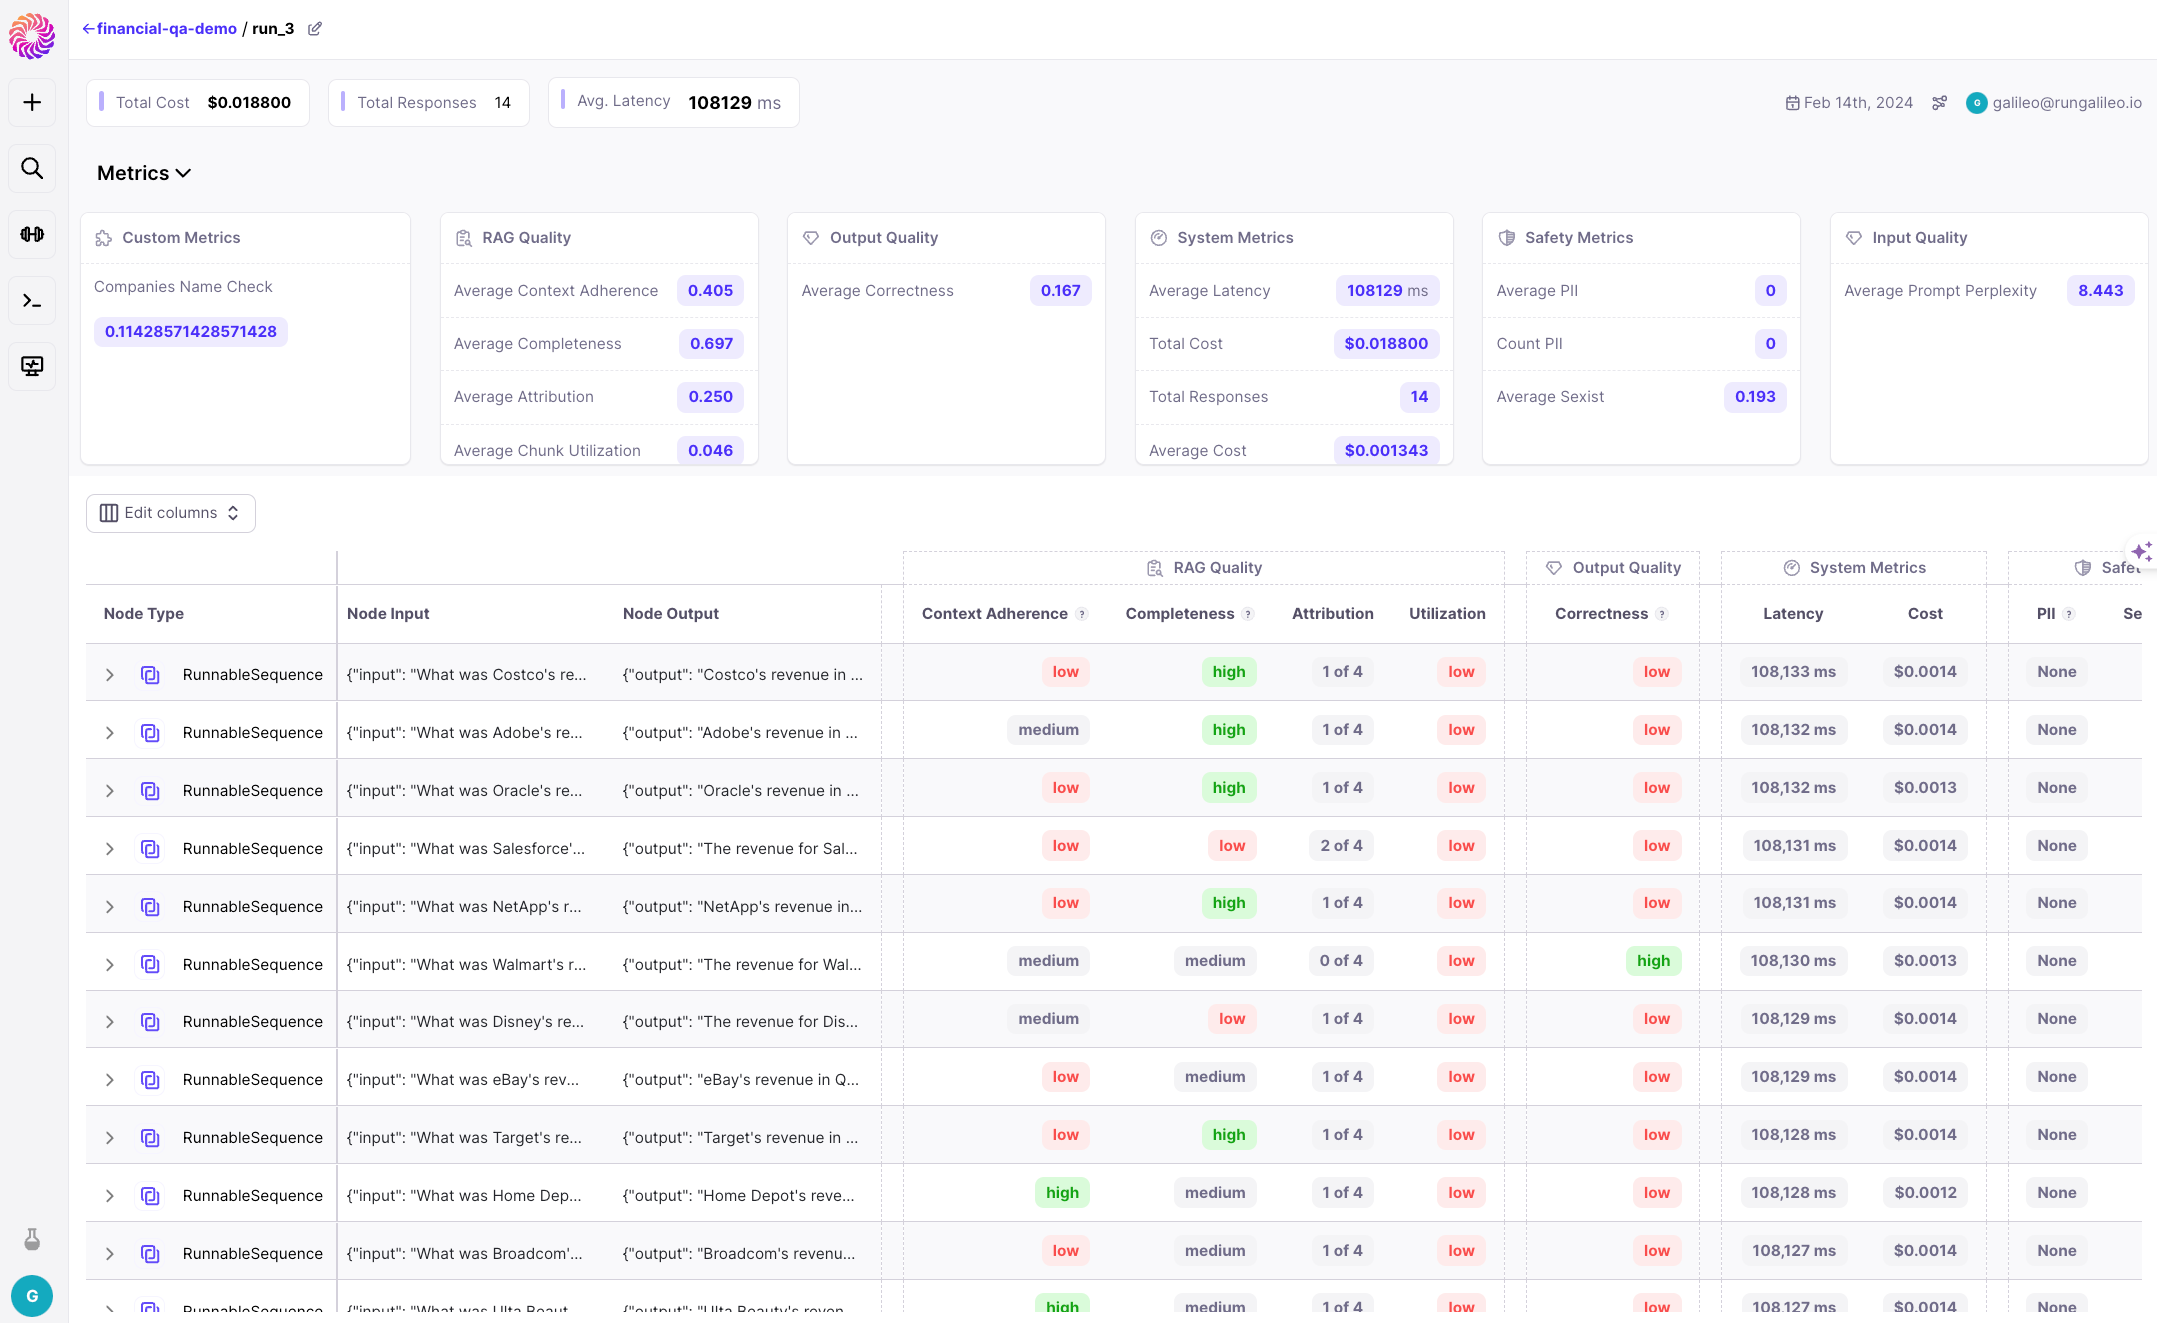 ←financial-qa-demo / run_3
Total Cost $0.018800
Total Responses 14
Avg. Latency 108129 ms
Feb 14th, 2024
G galileo@rungalileo.io
Metrics
Custom Metrics
Companies Name Check
0.11428571428571428
RAG Quality
Average Context Adherence 0.405
Average Completeness 0.697
Average Attribution 0.250
Average Chunk Utilization 0.046
Output Quality
Average Correctness 0.167
System Metrics
Average Latency 108129 ms
Total Cost $0.018800
Total Responses 14
Average Cost $0.001343
Safety Metrics
Average PII 0
Count PII 0
Average Sexist 0.193
Input Quality
Average Prompt Perplexity 8.443
Edit columns
RAG Quality Output Quality System Metrics Safet
Node Type Node Input Node Output Context Adherence ? Completeness ? Attribution Utilization Correctness ? Latency Cost PII ? Se
RunnableSequence {"input": "What was Costco's re... {"output": "Costco's revenue in ... low high 1 of 4 low low 108,133 ms $0.0014 None
RunnableSequence {"input": "What was Adobe's re... {"output": "Adobe's revenue in ... medium high 1 of 4 low low 108,132 ms $0.0014 None
RunnableSequence {"input": "What was Oracle's re... {"output": "Oracle's revenue in ... low high 1 of 4 low low 108,132 ms $0.0013 None
RunnableSequence {"input": "What was Salesforce'... {"output": "The revenue for Sal... low low 2 of 4 low low 108,131 ms $0.0014 None
RunnableSequence {"input": "What was NetApp's r... {"output": "NetApp's revenue in... low high 1 of 4 low low 108,131 ms $0.0014 None
RunnableSequence {"input": "What was Walmart's r... {"output": "The revenue for Wal... medium medium 0 of 4 low high 108,130 ms $0.0013 None
RunnableSequence {"input": "What was Disney's re... {"output": "The revenue for Dis... medium low 1 of 4 low low 108,129 ms $0.0014 None
RunnableSequence {"input": "What was eBay's rev... {"output": "eBay's revenue in Q... low medium 1 of 4 low low 108,129 ms $0.0014 None
RunnableSequence {"input": "What was Target's re... {"output": "Target's revenue in ... low high 1 of 4 low low 108,128 ms $0.0014 None
RunnableSequence {"input": "What was Home Dep... {"output": "Home Depot's reve... high medium 1 of 4 low low 108,128 ms $0.0012 None
RunnableSequence {"input": "What was Broadcom'... {"output": "Broadcom's revenu... low medium 1 of 4 low low 108,127 ms $0.0014 None
RunnableSequence {"input": "What was Ulta Beaut... {"output": "Ulta Beauty's reven... high medium 1 of 4 low low 108,127 ms $0.0014 None
G